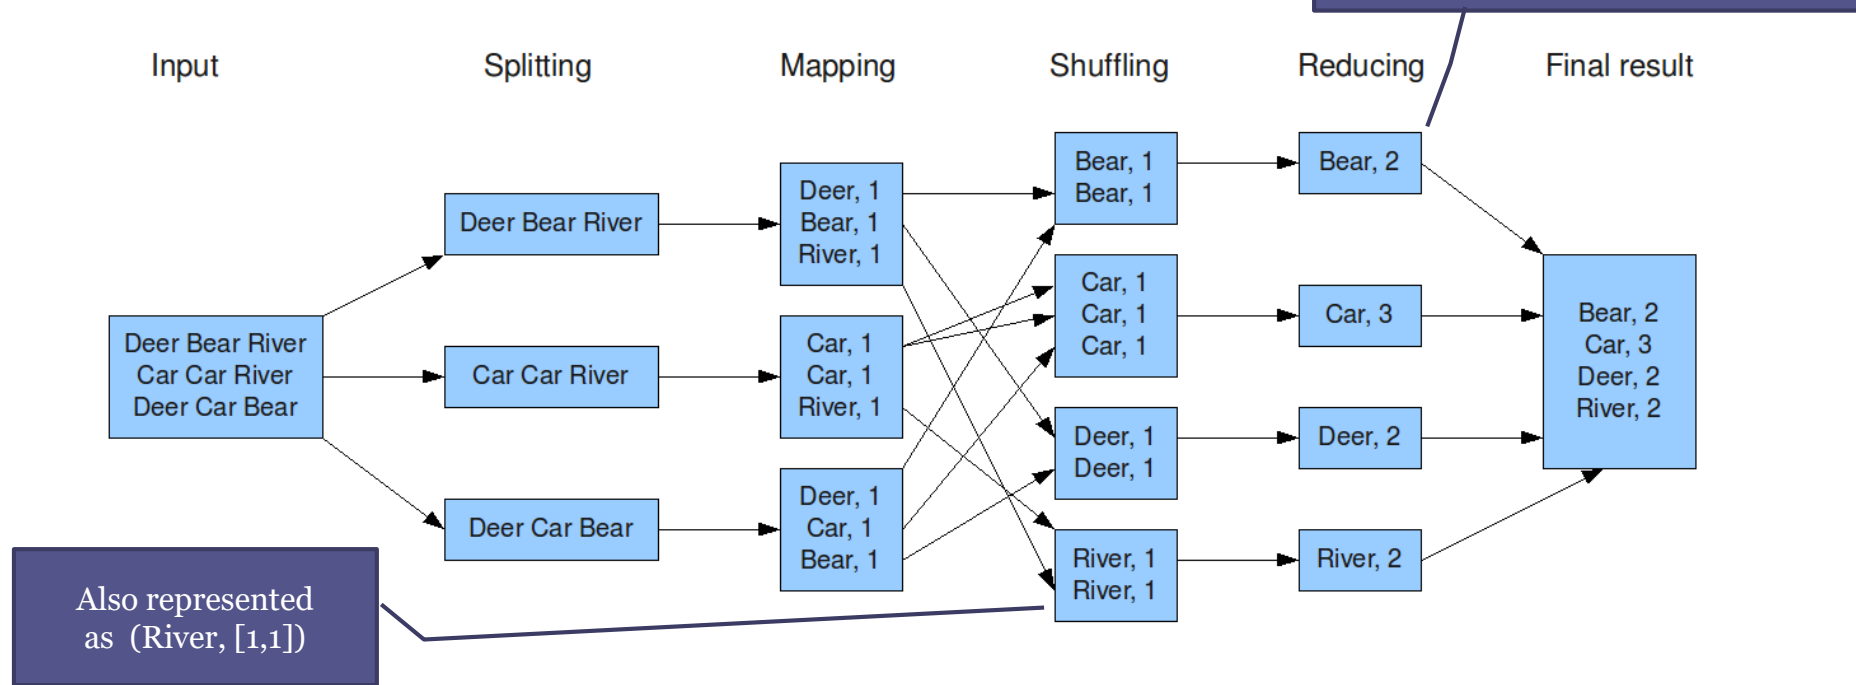 Input
Splitting
Mapping
Shuffling
Reducing
Final result
Deer Bear River
Car Car River
Deer Car Bear
Deer Bear River
Car Car River
Deer Car Bear
Deer, 1
Bear, 1
River, 1
Car, 1
Car, 1
River, 1
Deer, 1
Car, 1
Bear, 1
Bear, 1
Bear, 1
Car, 1
Car, 1
Car, 1
Deer, 1
Deer, 1
River, 1
River, 1
Bear, 2
Car, 3
Deer, 2
River, 2
Bear, 2
Car, 3
Deer, 2
River, 2
Also represented
as (River, [1,1])